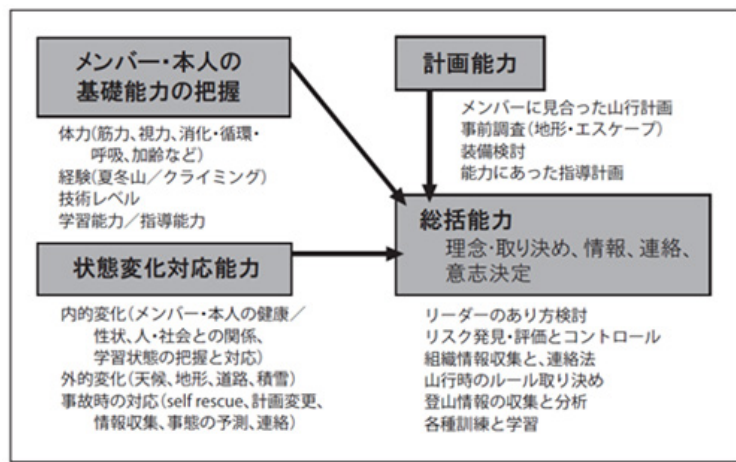 メンバー・本人の
基礎能力の把握
体力(筋力、視力、消化・循環・
呼吸、加齢など)
経験(夏冬山/クライミング)
技術レベル
学習能力/指導能力
計画能力
メンバーに見合った山行計画
事前調査(地形・エスケープ)
装備検討
能力にあった指導計画
状態変化対応能力
内的変化(メンバー・本人の健康/
性状、人・社会との関係、
学習状態の把握と対応)
外的変化(天候、地形、道路、積雪)
事故時の対応(self rescue、計画変更、
情報収集、事態の予測、連絡)
総括能力
理念・取り決め、情報、連絡、
意志決定
リーダーのあり方検討
リスク発見・評価とコントロール
組織情報収集と、連絡法
山行時のルール取り決め
登山情報の収集と分析
各種訓練と学習